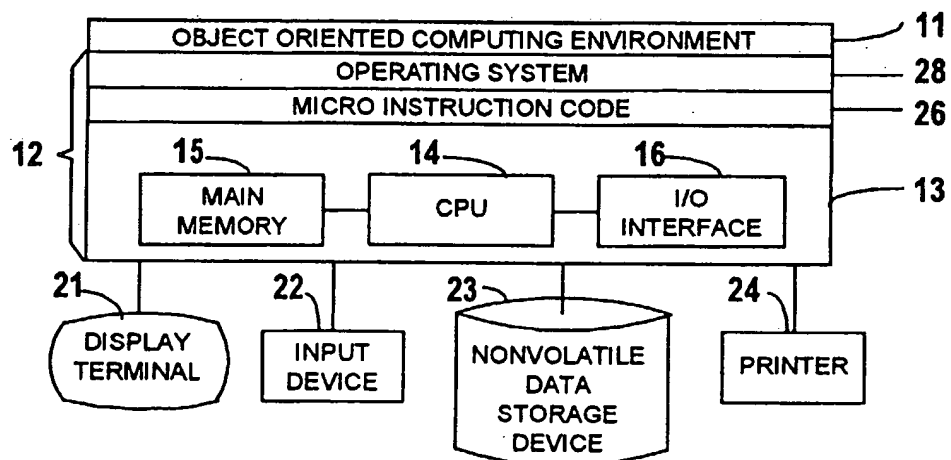 OBJECT ORIENTED COMPUTING ENVIRONMENT 11
OPERATING SYSTEM 28
MICRO INSTRUCTION CODE 26
12
15 14 16
13
MAIN
MEMORY
CPU
I/O
INTERFACE
21 22 23 24
DISPLAY
TERMINAL
INPUT
DEVICE
NONVOLATILE
DATA
STORAGE
DEVICE
PRINTER